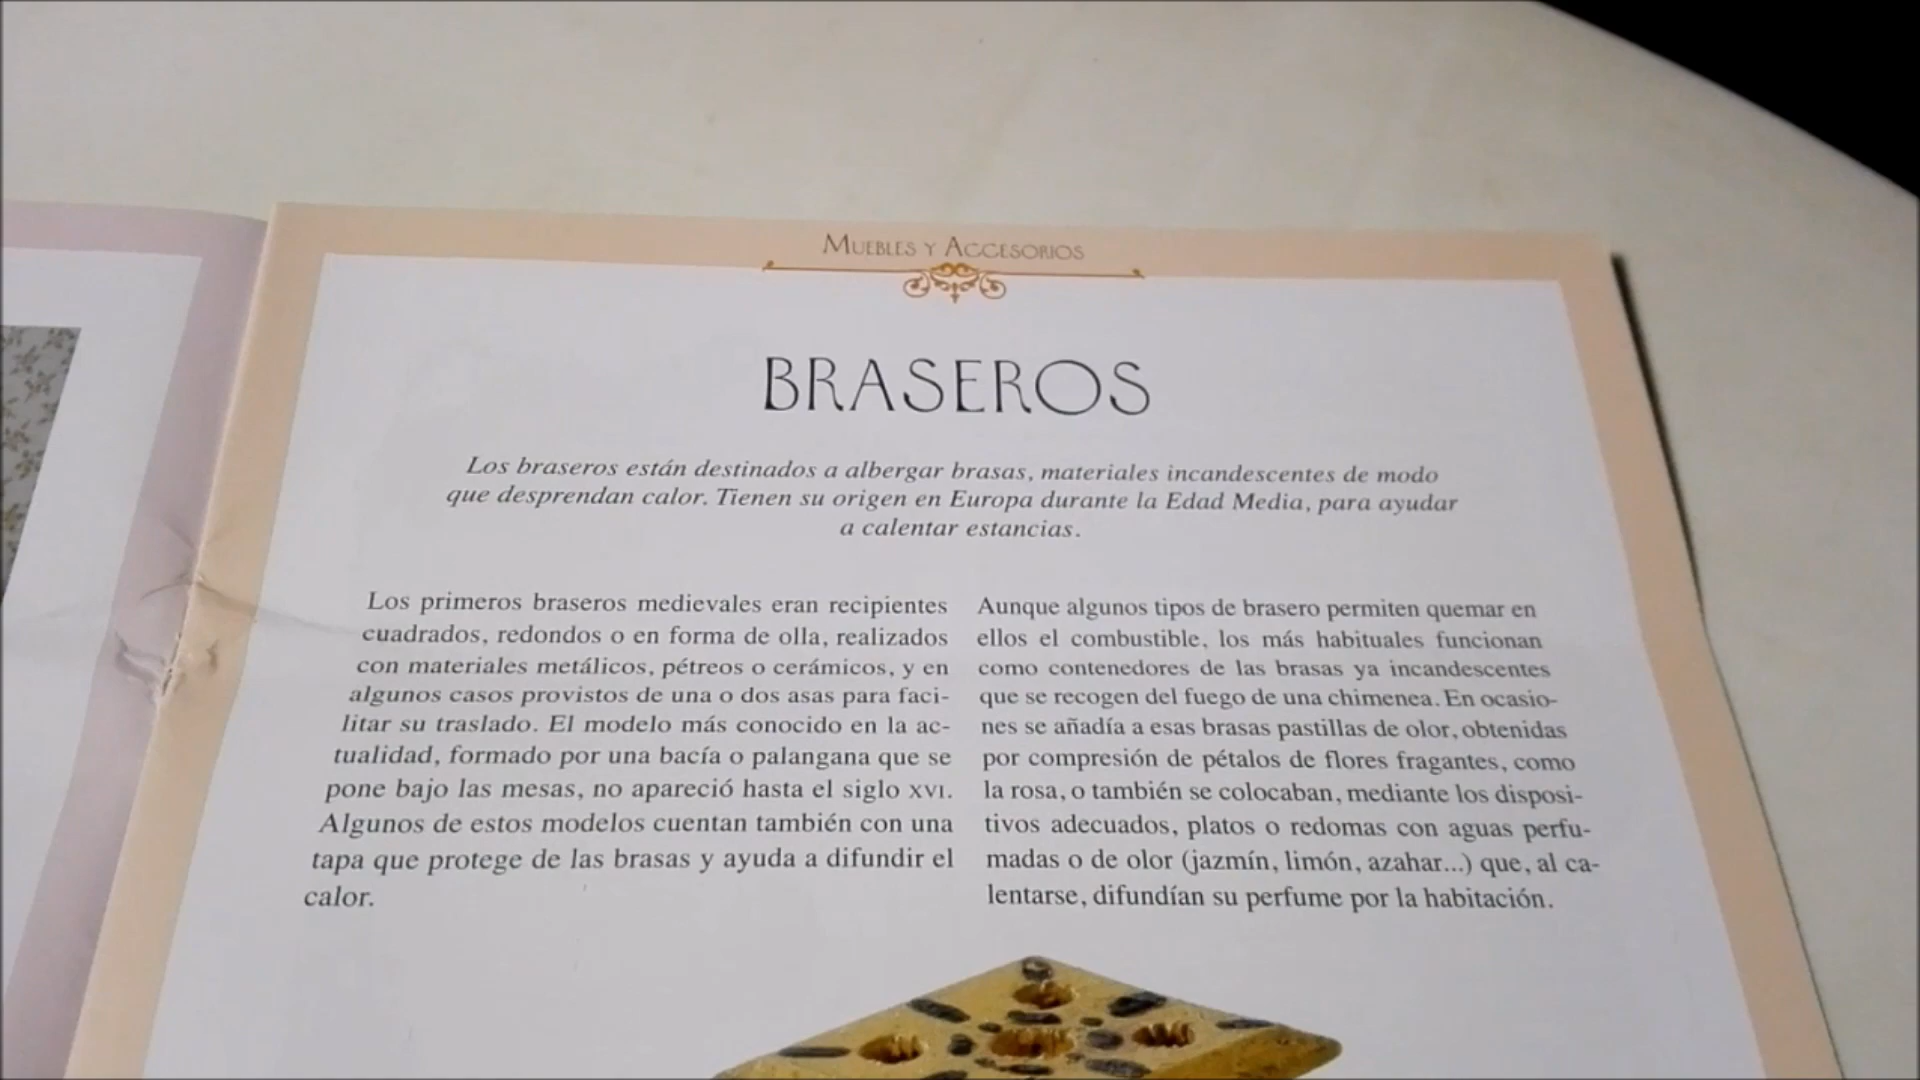 Muebles y Accesorios
BRASEROS
Los braseros están destinados a albergar brasas, materiales incandescentes de modo
que desprendan calor. Tienen su origen en Europa durante la Edad Media, para ayudar
a calentar estancias.
Los primeros braseros medievales eran recipientes
cuadrados, redondos o en forma de olla, realizados
con materiales metálicos, pétreos o cerámicos, y en
algunos casos provistos de una o dos asas para faci-
litar su traslado. El modelo más conocido en la ac-
tualidad, formado por una bacía o palangana que se
pone bajo las mesas, no apareció hasta el siglo XVI.
Algunos de estos modelos cuentan también con una
tapa que protege de las brasas y ayuda a difundir el
calor.
Aunque algunos tipos de brasero permiten quemar en
ellos el combustible, los más habituales funcionan
como contenedores de las brasas ya incandescentes
que se recogen del fuego de una chimenea. En ocasio-
nes se añadía a esas brasas pastillas de olor, obtenidas
por compresión de pétalos de flores fragantes, como
la rosa, o también se colocaban, mediante los disposi-
tivos adecuados, platos o redomas con aguas perfu-
madas o de olor (jazmín, limón, azahar...) que, al ca-
lentarse, difundían su perfume por la habitación.